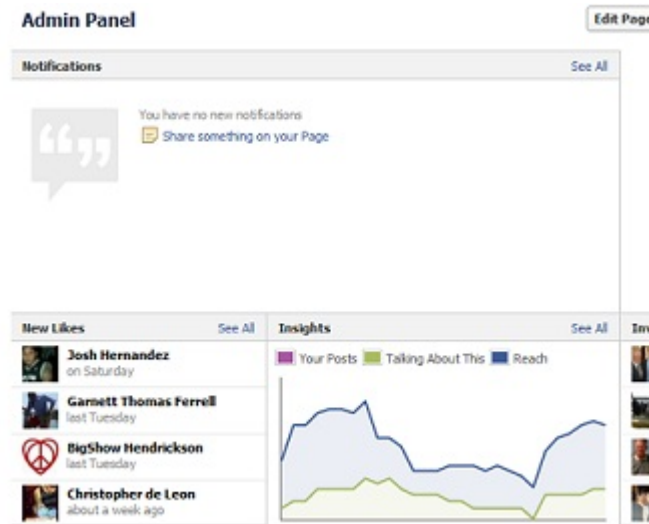 Admin Panel
Edit Page
Notifications See All
You have no new notifications
Share something on your Page
New Likes See All
Insights See All
Josh Hernandez
on Saturday
Your Posts Talking About This Reach
Garnett Thomas Ferrell
last Tuesday
BigShow Hendrickson
last Tuesday
Christopher de Leon
about a week ago